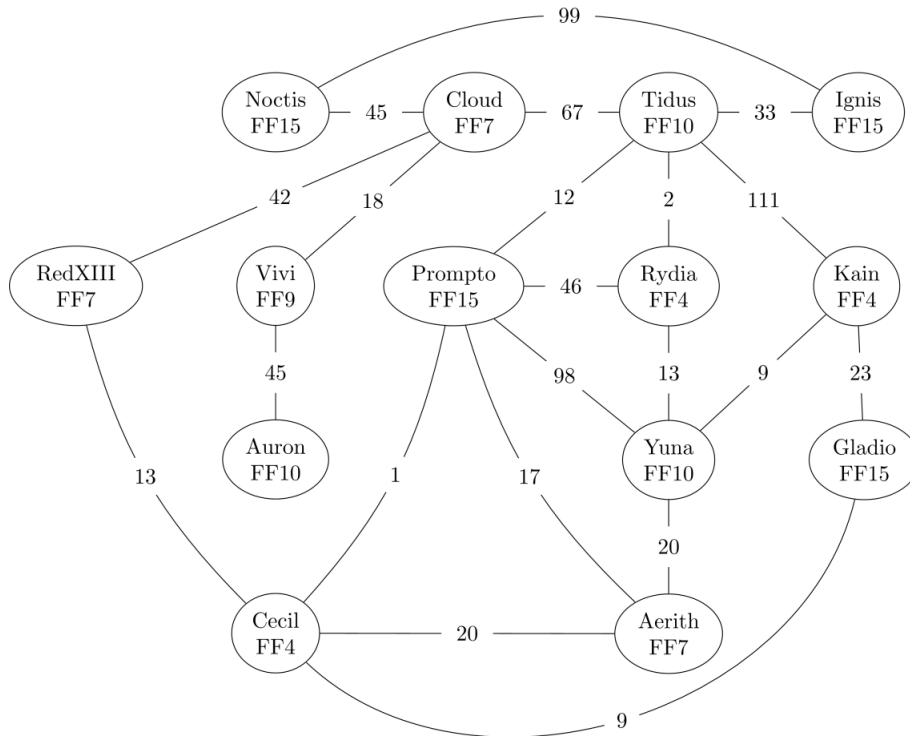 99
Noctis
FF15
45
Cloud
FF7
67
Tidus
FF10
33
Ignis
FF15
42
18
12
2
111
RedXIII
FF7
Vivi
FF9
Prompto
FF15
46
Rydia
FF4
Kain
FF4
45
98
13
9
23
Auron
FF10
Yuna
FF10
Gladio
FF15
13
1
17
20
Cecil
FF4
20
Aerith
FF7
9